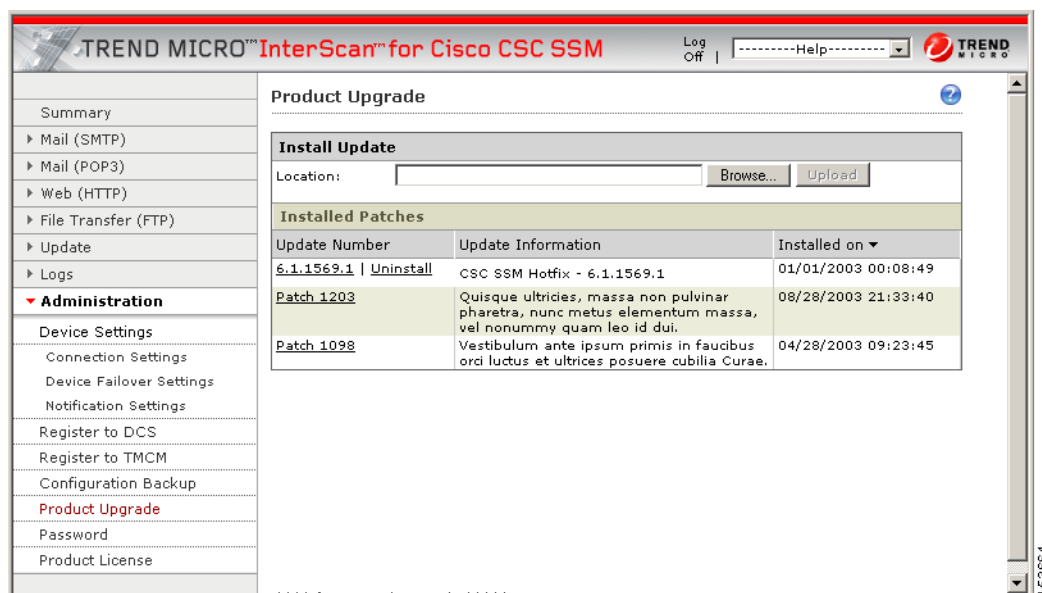 TREND MICRO™ InterScan™ for Cisco CSC SSM
Log Off | ---------Help---------
TREND MICRO
Summary
Mail (SMTP)
Mail (POP3)
Web (HTTP)
File Transfer (FTP)
Update
Logs
Administration
Device Settings
Connection Settings
Device Failover Settings
Notification Settings
Register to DCS
Register to TMCM
Configuration Backup
Product Upgrade
Password
Product License
Product Upgrade
?
Install Update
Location: Browse... Upload
Installed Patches
Update Number Update Information Installed on
6.1.1569.1 | Uninstall CSC SSM Hotfix - 6.1.1569.1 01/01/2003 00:08:49
Patch 1203 Quisque ultricies, massa non pulvinar 08/28/2003 21:33:40
pharetra, nunc metus elementum massa,
vel nonummy quam leo id dui.
Patch 1098 Vestibulum ante ipsum primis in faucibus 04/28/2003 09:23:45
orci luctus et ultrices posuere cubilia Curae.